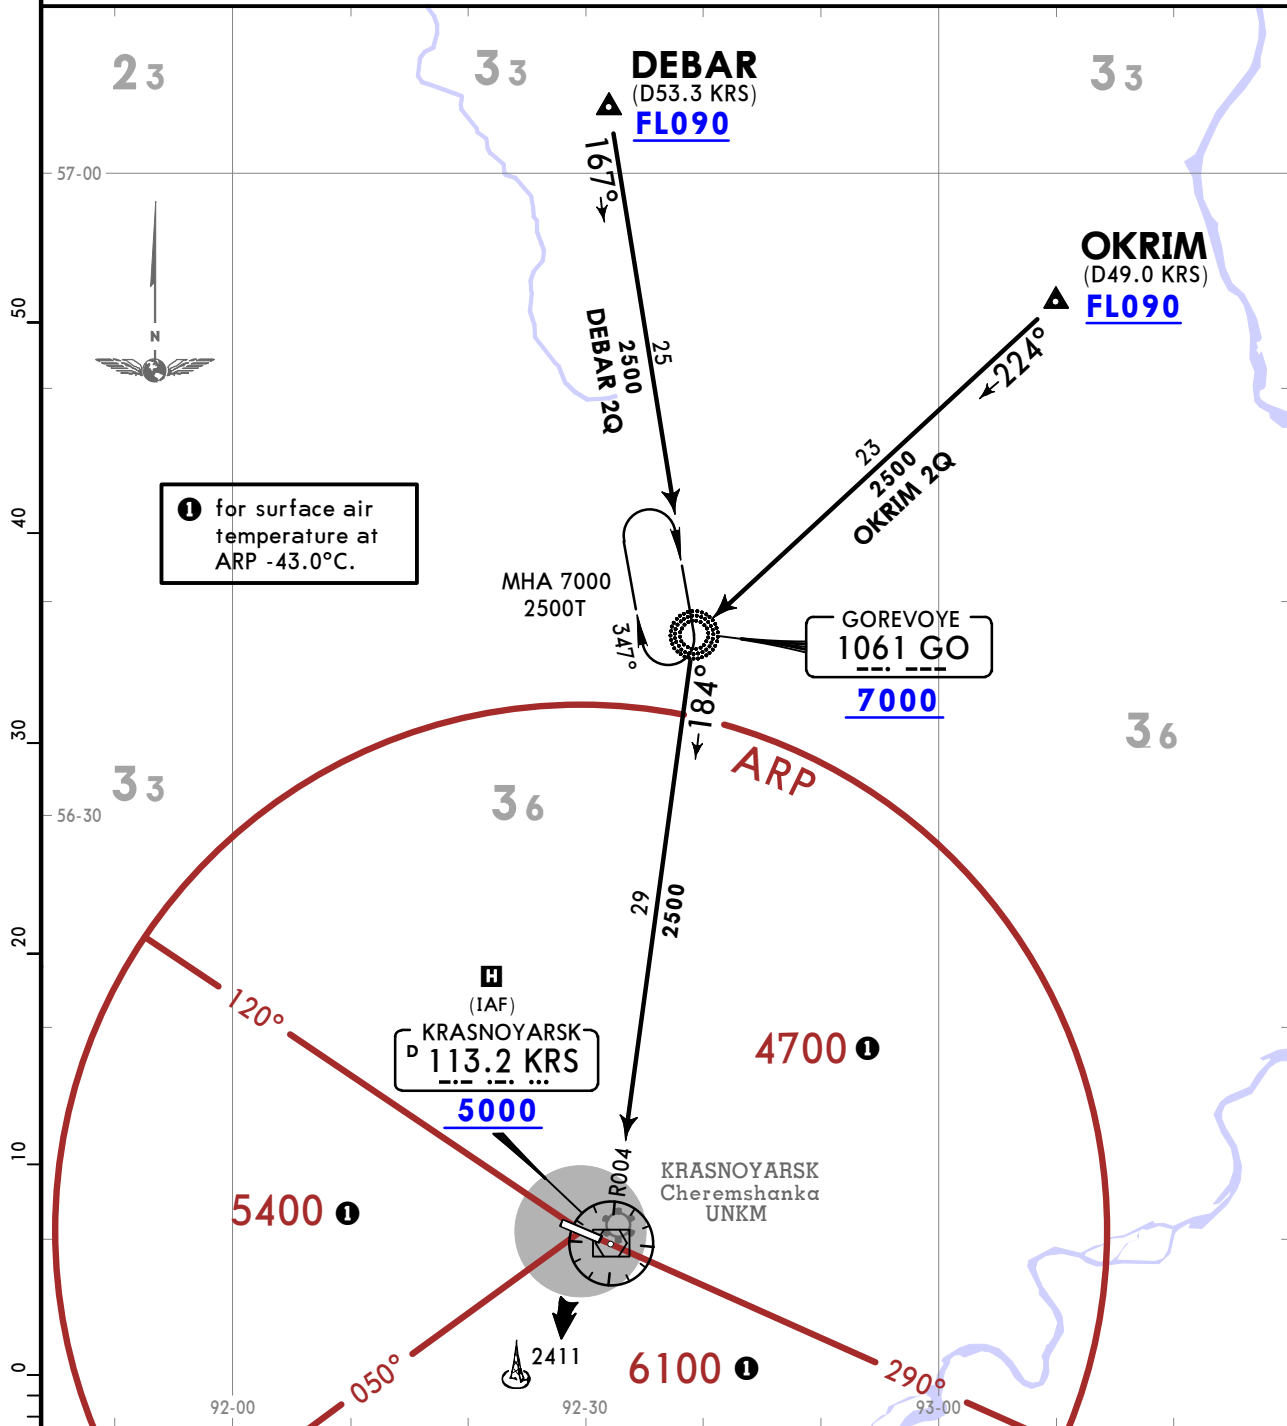 DEBAR
(D53.3 KRS)
FL090
23
33
33
57-00
167°
OKRIM
(D49.0 KRS)
FL090
224°
N
50
DEBAR 2Q
2500
25
23
2500
OKRIM 2Q
40
1 for surface air
temperature at
ARP -43.0°C.
MHA 7000
2500T
347°
GOREVOYE
1061 GO
7000
184°
30
ARP
33
36
36
56-30
29
2500
20
120°
H
(IAF)
KRASNOYARSK
D 113.2 KRS
5000
4700 1
10
R004
KRASNOYARSK
Cheremshanka
UNKM
5400 1
2411
6100 1
050°
290°
0
92-00
92-30
93-00